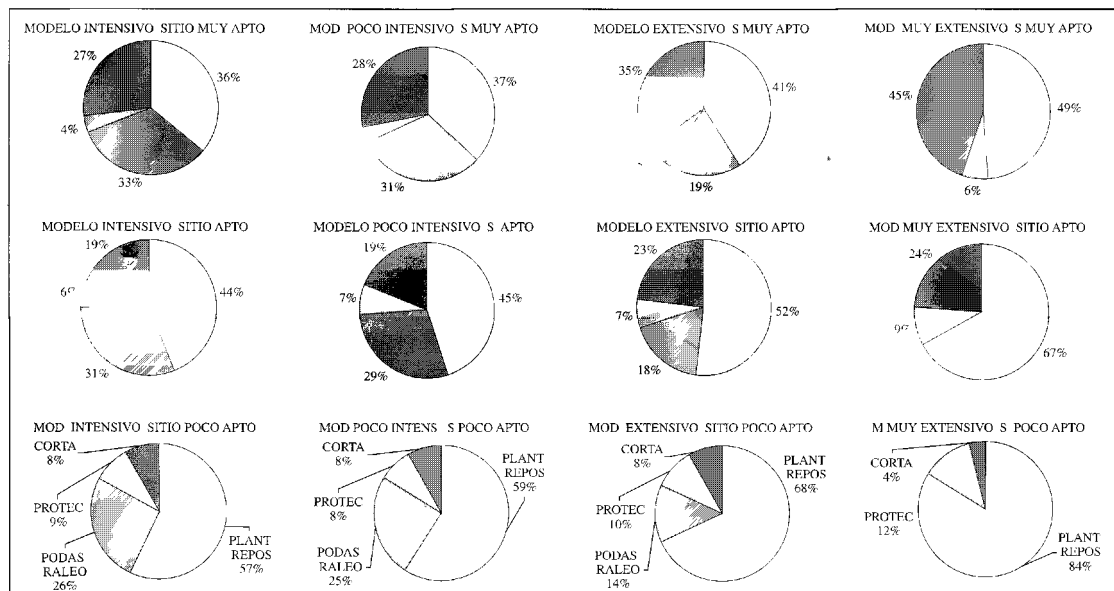 MODELO INTENSIVO SITIO MUY APTO
27%
36%
4%
33%
MOD POCO INTENSIVO S MUY APTO
28%
37%
31%
MODELO EXTENSIVO S MUY APTO
35%
41%
19%
MOD MUY EXTENSIVO S MUY APTO
45%
49%
6%
MODELO INTENSIVO SITIO APTO
19%
44%
31%
MODELO POCO INTENSIVO S APTO
19%
7%
45%
29%
MODELO EXTENSIVO SITIO APTO
23%
7%
52%
18%
MOD MUY EXTENSIVO SITIO APTO
24%
67%
MOD INTENSIVO SITIO POCO APTO
CORTA
8%
PROTEC
9%
PODAS
RALEO
26%
PLANT
REPOS
57%
MOD POCO INTENS S POCO APTO
CORTA
8%
PLANT
REPOS
59%
PROTEC
8%
PODAS
RALEO
25%
MOD EXTENSIVO SITIO POCO APTO
CORTA
8%
PLANT
REPOS
68%
PROTEC
10%
PODAS
RALEO
14%
M MUY EXTENSIVO S POCO APTO
CORTA
4%
PROTEC
12%
PLANT
REPOS
84%